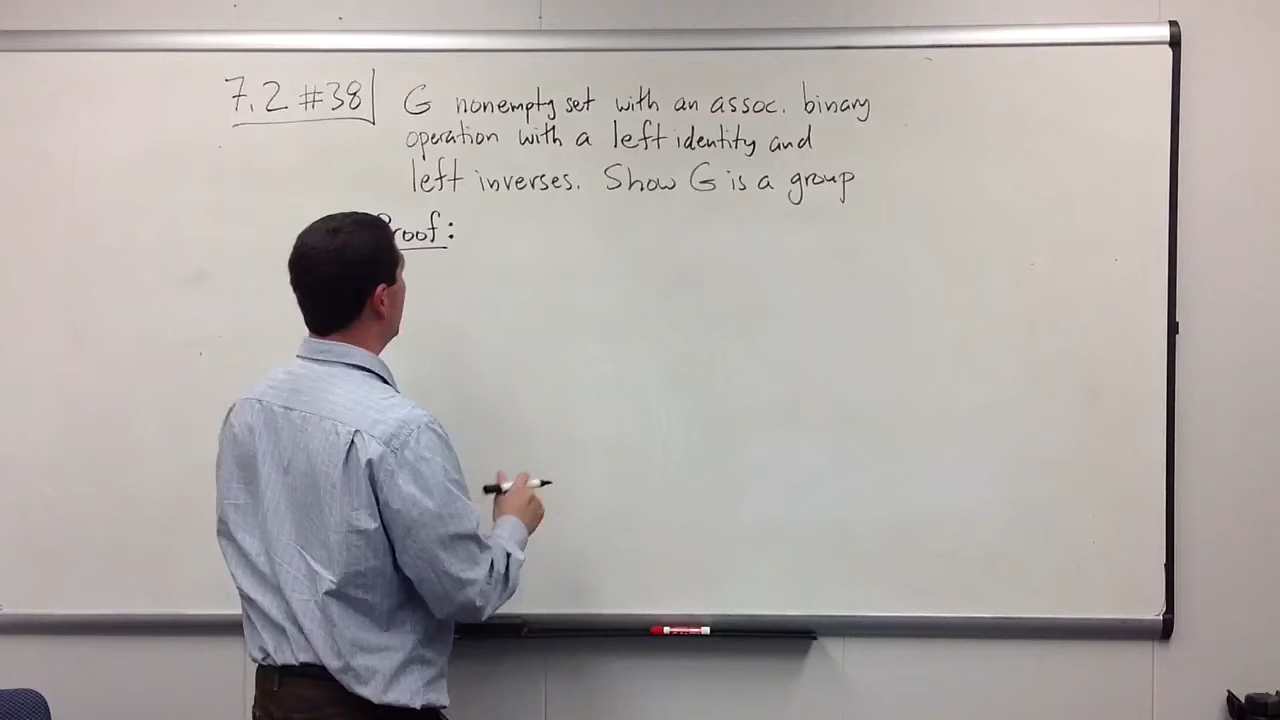 7.2 #38 G nonempty set with an assoc. binary
operation with a left identity and
left inverses. Show G is a group
Proof: